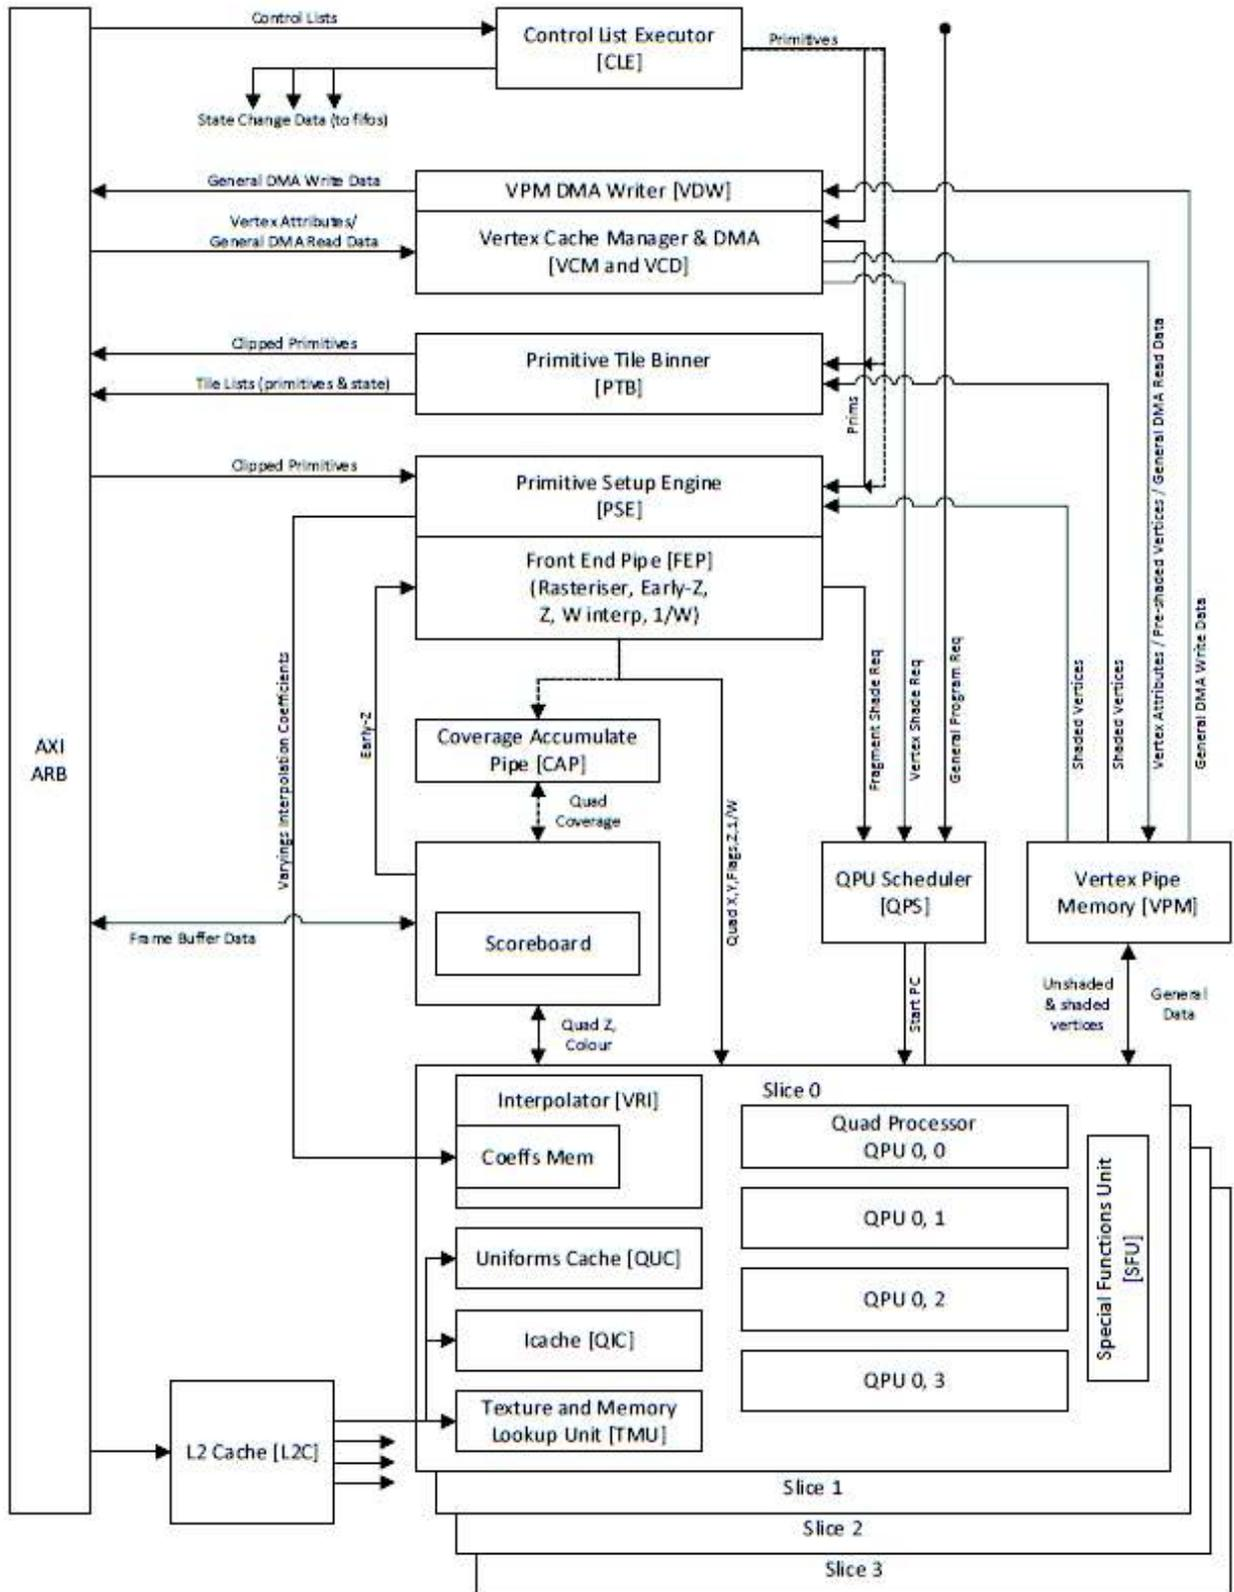 Control Lists
Control List Executor
[CLE]
Primitives
State Change Data (to fifos)
General DMA Write Data
VPM DMA Writer [VDW]
Vertex Attributes/
General DMA Read Data
Vertex Cache Manager & DMA
[VCM and VCD]
Clipped Primitives
Primitive Tile Binner
[PTB]
Tile Lists (primitives & state)
Prims
Clipped Primitives
Primitive Setup Engine
[PSE]
Front End Pipe [FEP]
(Rasteriser, Early-Z,
Z, W interp, 1/W)
Varyings Interpolation Coefficients
Early-Z
Fragment Shade Req
Vertex Shade Req
General Program Req
Shaded Vertices
Shaded Vertices
Vertex Attributes / Pre-shaded Vertices / General DMA Read Data
General DMA Write Data
AXI
ARB
Coverage Accumulate
Pipe [CAP]
Quad
Coverage
Quad X,Y,Flags,Z,1/W
QPU Scheduler
[QPS]
Vertex Pipe
Memory [VPM]
Frame Buffer Data
Scoreboard
Start PC
Unshaded
& shaded
vertices
General
Data
Quad Z,
Colour
Slice 0
Interpolator [VRI]
Coeffs Mem
Quad Processor
QPU 0, 0
QPU 0, 1
QPU 0, 2
QPU 0, 3
Special Functions Unit
[SFU]
Uniforms Cache [QUC]
Icache [QIC]
Texture and Memory
Lookup Unit [TMU]
L2 Cache [L2C]
Slice 1
Slice 2
Slice 3